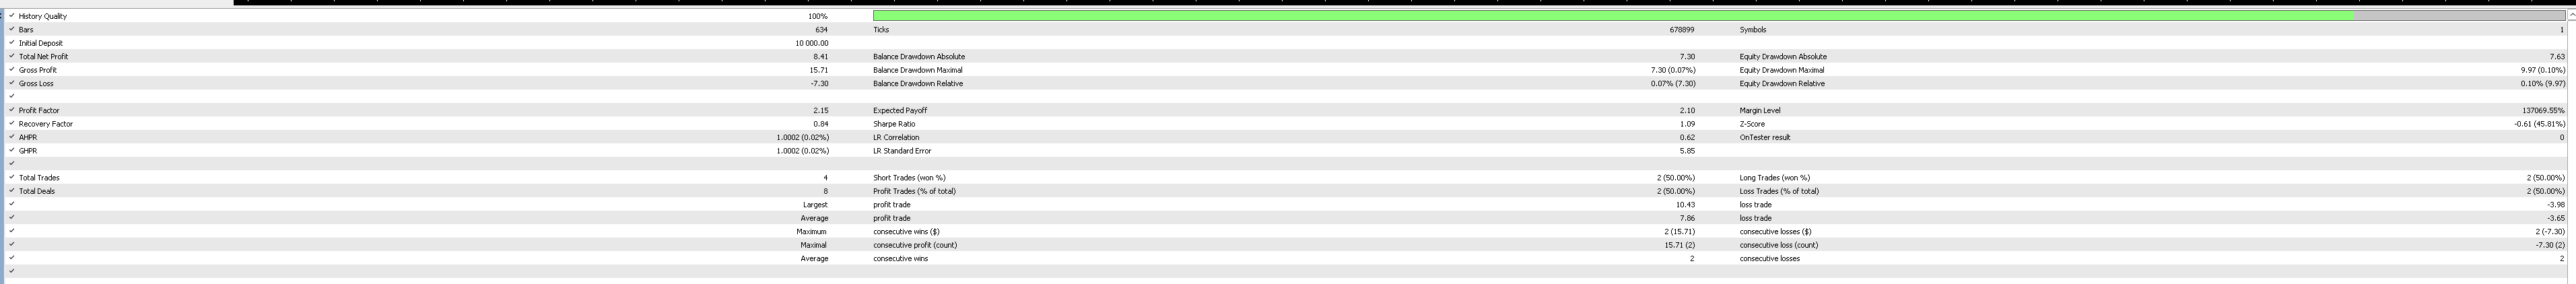 History Quality 100%
Bars 634 Ticks 678899 Symbols 1
Initial Deposit 10 000.00
Total Net Profit 8.41 Balance Drawdown Absolute 7.30 Equity Drawdown Absolute 7.63
Gross Profit 15.71 Balance Drawdown Maximal 7.30 (0.07%) Equity Drawdown Maximal 9.97 (0.10%)
Gross Loss -7.30 Balance Drawdown Relative 0.07% (7.30) Equity Drawdown Relative 0.10% (9.97)
Profit Factor 2.15 Expected Payoff 2.10 Margin Level 137069.55%
Recovery Factor 0.84 Sharpe Ratio 1.09 Z-Score -0.61 (45.81%)
AHPR 1.0002 (0.02%) LR Correlation 0.62 OnTester result 0
GHPR 1.0002 (0.02%) LR Standard Error 5.85
Total Trades 4 Short Trades (won %) 2 (50.00%) Long Trades (won %) 2 (50.00%)
Total Deals 8 Profit Trades (% of total) 2 (50.00%) Loss Trades (% of total) 2 (50.00%)
Largest profit trade 10.43 loss trade -3.98
Average profit trade 7.86 loss trade -3.65
Maximum consecutive wins ($) 2 (15.71) consecutive losses ($) 2 (-7.30)
Maximal consecutive profit (count) 15.71 (2) consecutive loss (count) -7.30 (2)
Average consecutive wins 2 consecutive losses 2